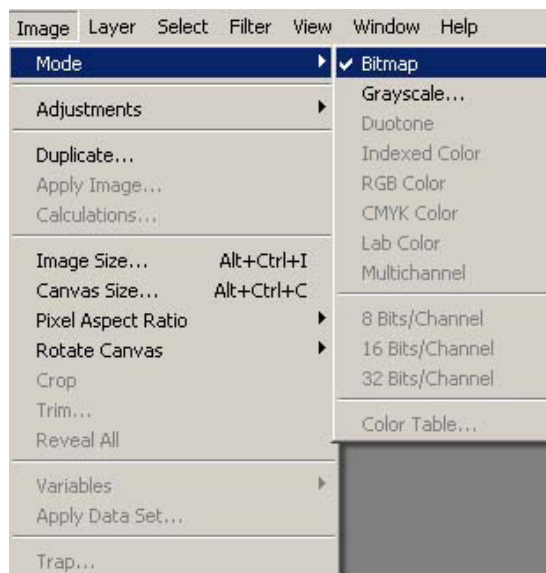 Image Layer Select Filter View Window Help
Mode
Adjustments
Duplicate...
Apply Image...
Calculations...
Image Size... Alt+Ctrl+I
Canvas Size... Alt+Ctrl+C
Pixel Aspect Ratio
Rotate Canvas
Crop
Trim...
Reveal All
Variables
Apply Data Set...
Trap...
Bitmap
Grayscale...
Duotone
Indexed Color
RGB Color
CMYK Color
Lab Color
Multichannel
8 Bits/Channel
16 Bits/Channel
32 Bits/Channel
Color Table...